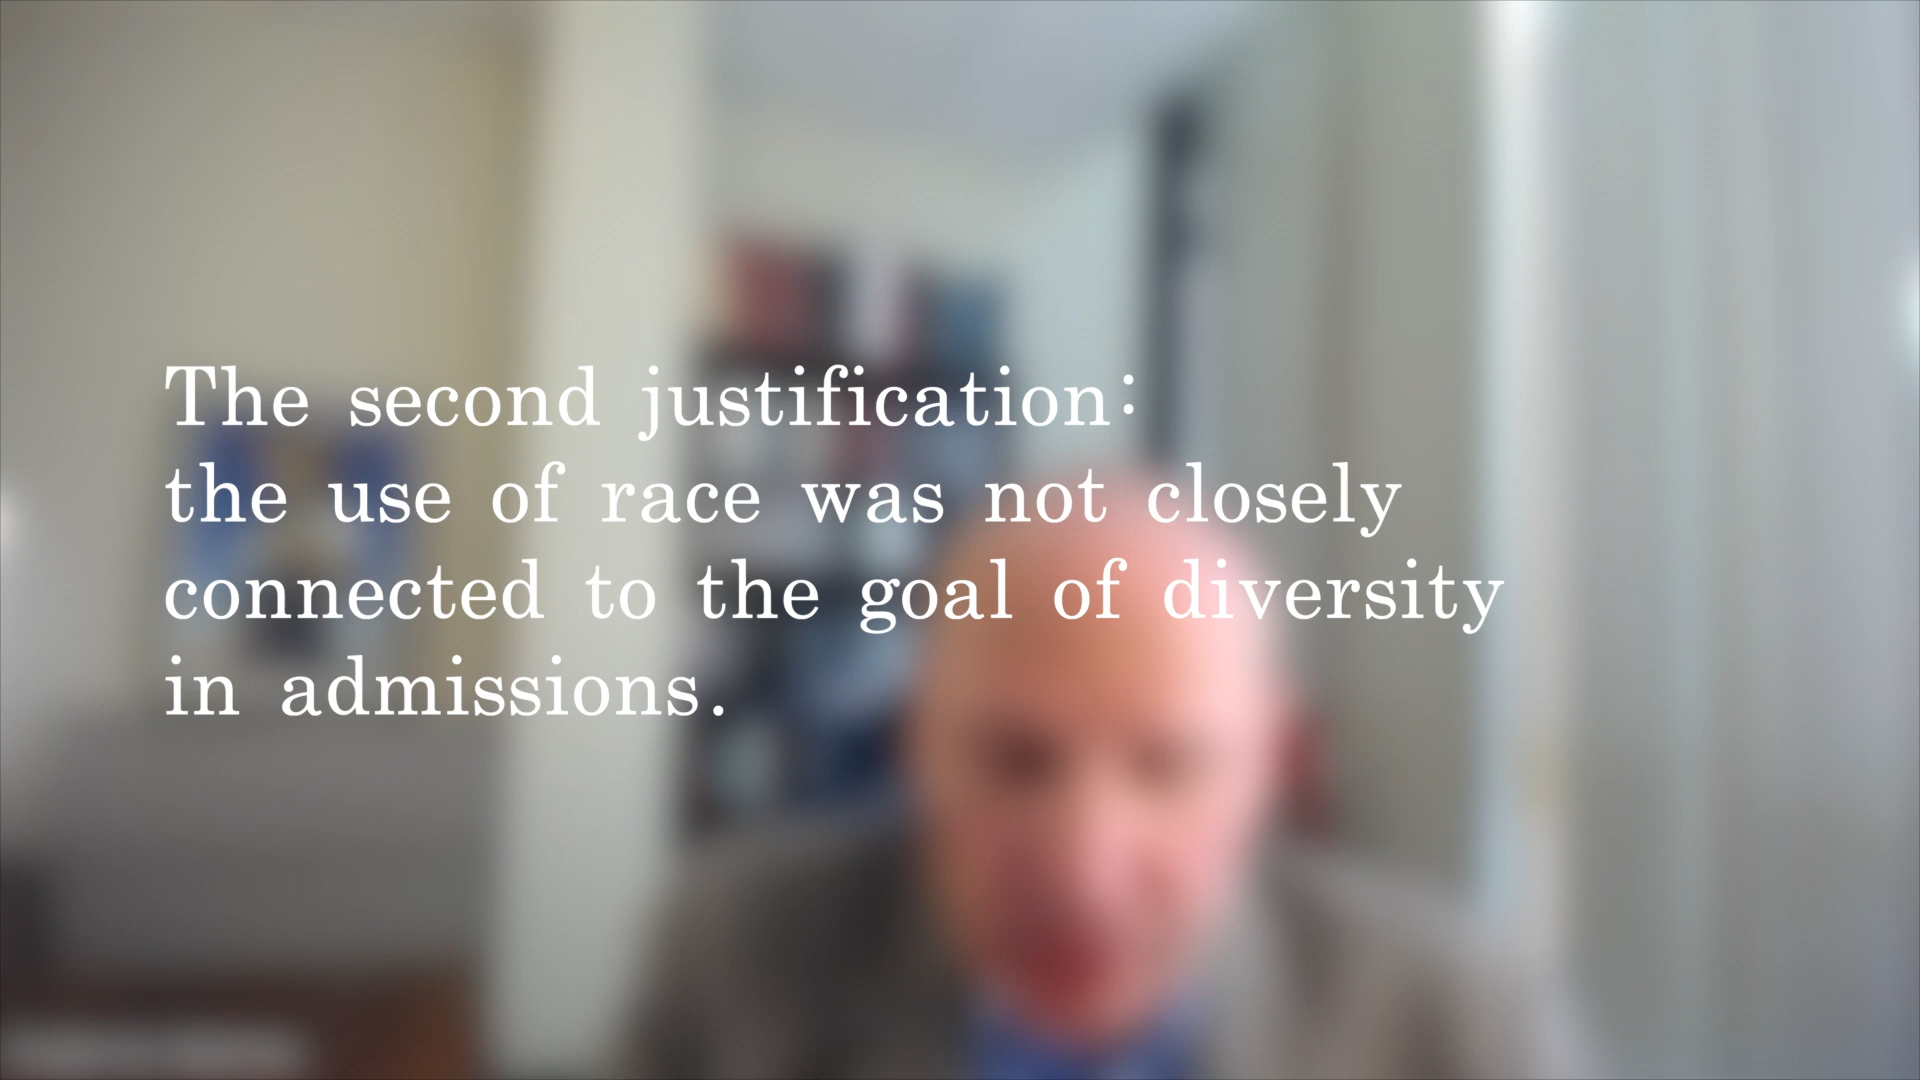 The second justification:
the use of race was not closely
connected to the goal of diversity
in admissions.